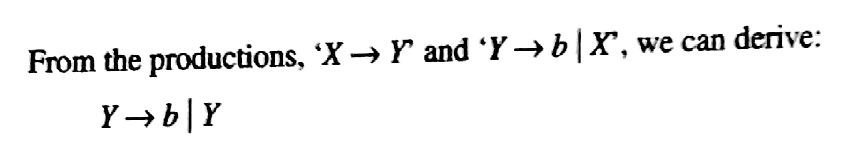 From the productions, ‘X → Y’ and ‘Y → b | X’, we can derive:
Y → b | Y